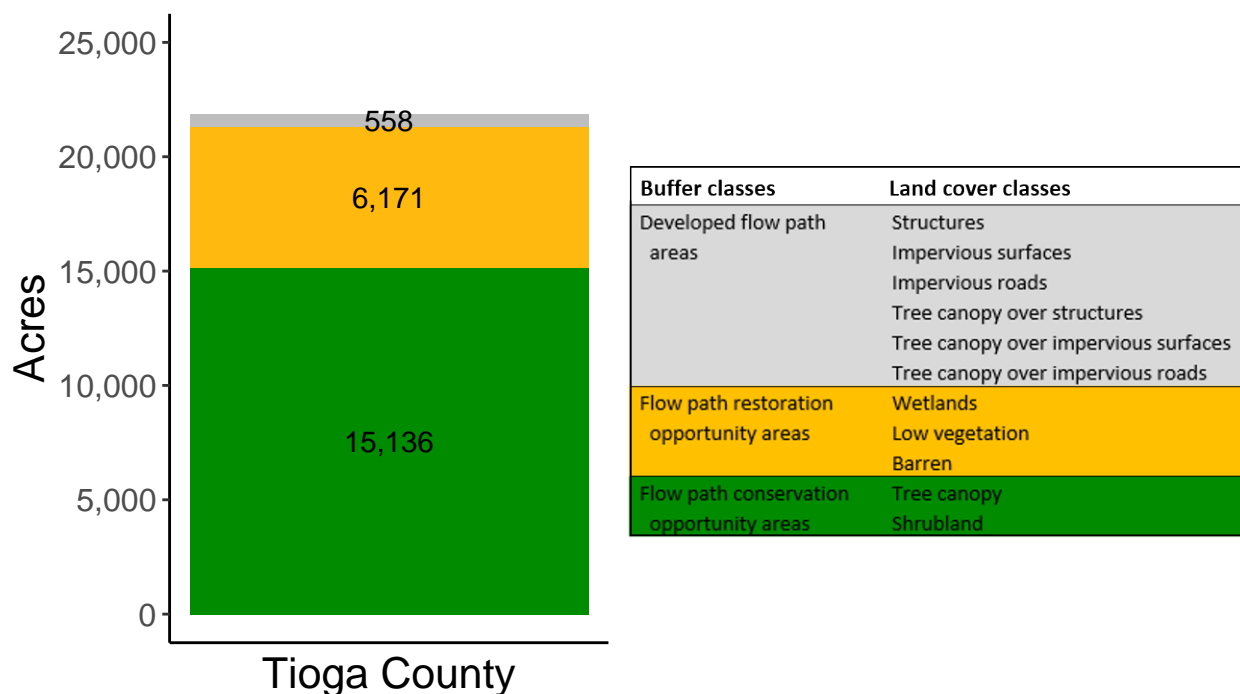 25,000
20,000
15,000
10,000
5,000
0
Acres
558
6,171
15,136
Tioga County
Buffer classes Land cover classes
Developed flow path Structures
areas Impervious surfaces
Impervious roads
Tree canopy over structures
Tree canopy over impervious surfaces
Tree canopy over impervious roads
Flow path restoration Wetlands
opportunity areas Low vegetation
Barren
Flow path conservation Tree canopy
opportunity areas Shrubland